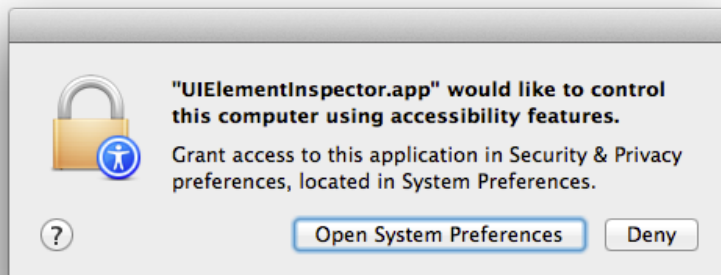 "UIElementInspector.app" would like to control
this computer using accessibility features.
Grant access to this application in Security & Privacy
preferences, located in System Preferences.
?
Open System Preferences
Deny